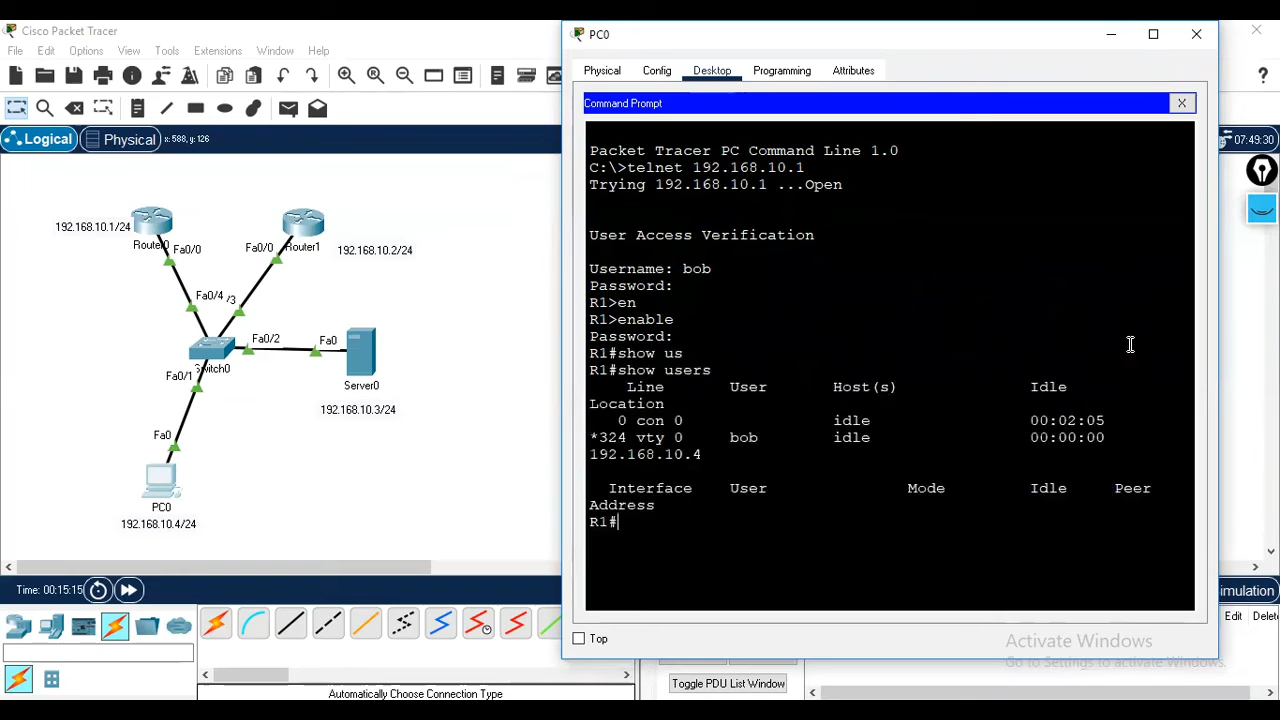 Cisco Packet Tracer
File Edit Options View Tools Extensions Window Help
Logical
Physical
x: 588, y: 126
07:49:30
192.168.10.1/24
Router0
Fa0/0
Fa0/0
Router1
192.168.10.2/24
Fa0/4
/3
Fa0/2
Fa0
Switch0
Fa0/1
Server0
192.168.10.3/24
Fa0
PC0
192.168.10.4/24
Time: 00:15:15
Automatically Choose Connection Type
PC0
Physical Config Desktop Programming Attributes
Command Prompt
X
Packet Tracer PC Command Line 1.0
C:\>telnet 192.168.10.1
Trying 192.168.10.1 ...Open
User Access Verification
Username: bob
Password:
R1>en
R1>enable
Password:
R1#show us
R1#show users
Line User Host(s) Idle
Location
0 con 0 idle 00:02:05
*324 vty 0 bob idle 00:00:00
192.168.10.4
Interface User Mode Idle Peer
Address
R1#
Top
Activate Windows
Go to Settings to activate Windows.
imulation
Edit Delet
Toggle PDU List Window